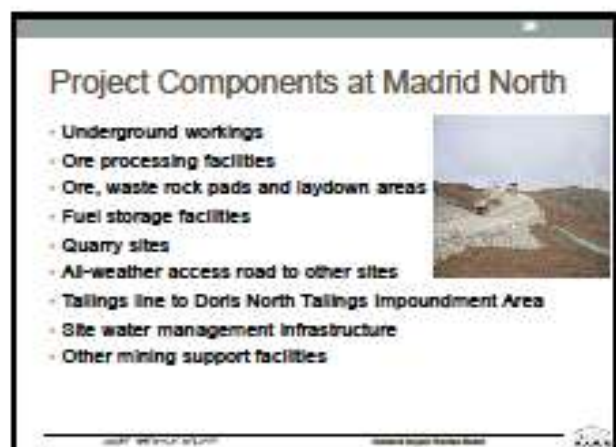 Project Components at Madrid North
- Underground workings
- Ore processing facilities
- Ore, waste rock pads and laydown areas
- Fuel storage facilities
- Quarry sites
- All-weather access road to other sites
- Tailings line to Doris North Tailings Impoundment Area
- Site water management infrastructure
- Other mining support facilities